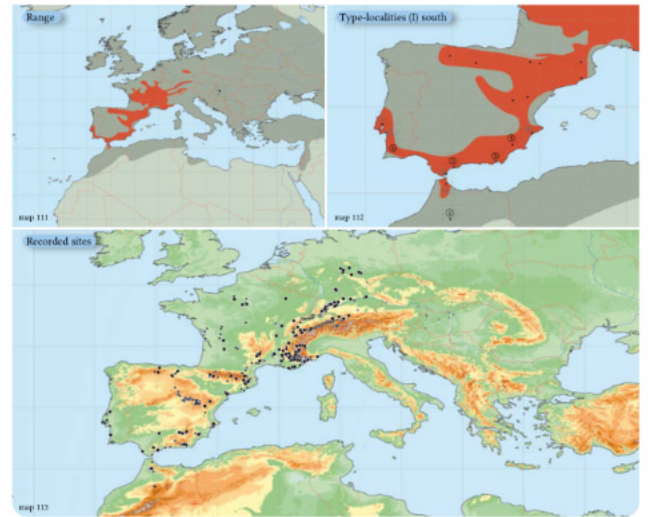 Range
Type-localities (I) south
map 111
map 112
Recorded sites
map 113